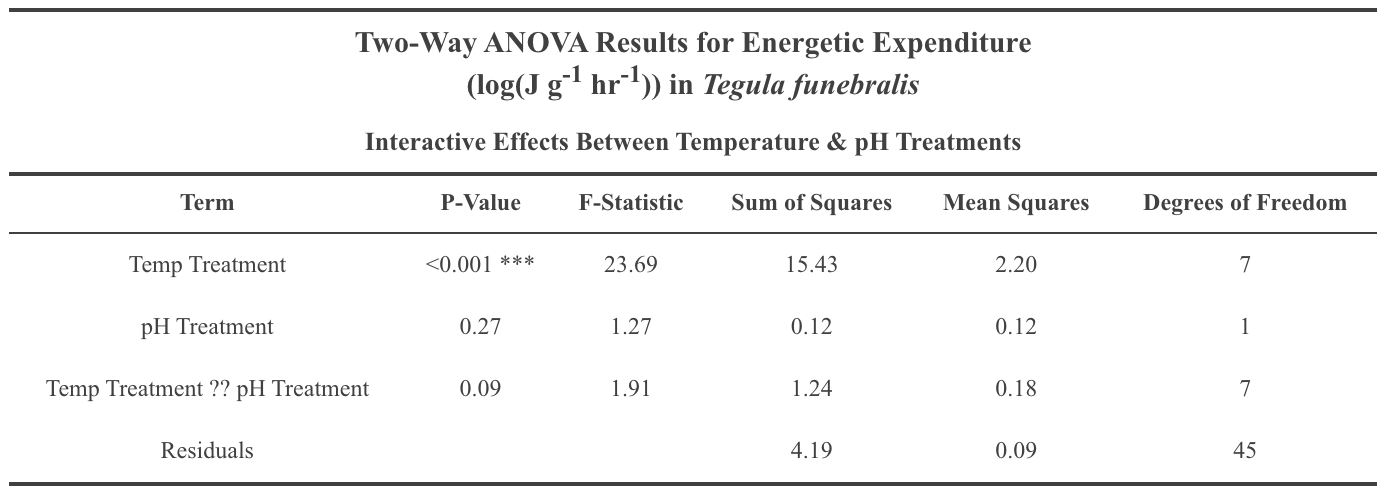 Two-Way ANOVA Results for Energetic Expenditure
(log(J g-1 hr-1)) in Tegula funebralis
Interactive Effects Between Temperature & pH Treatments
Term P-Value F-Statistic Sum of Squares Mean Squares Degrees of Freedom
Temp Treatment <0.001 *** 23.69 15.43 2.20 7
pH Treatment 0.27 1.27 0.12 0.12 1
Temp Treatment ?? pH Treatment 0.09 1.91 1.24 0.18 7
Residuals 4.19 0.09 45